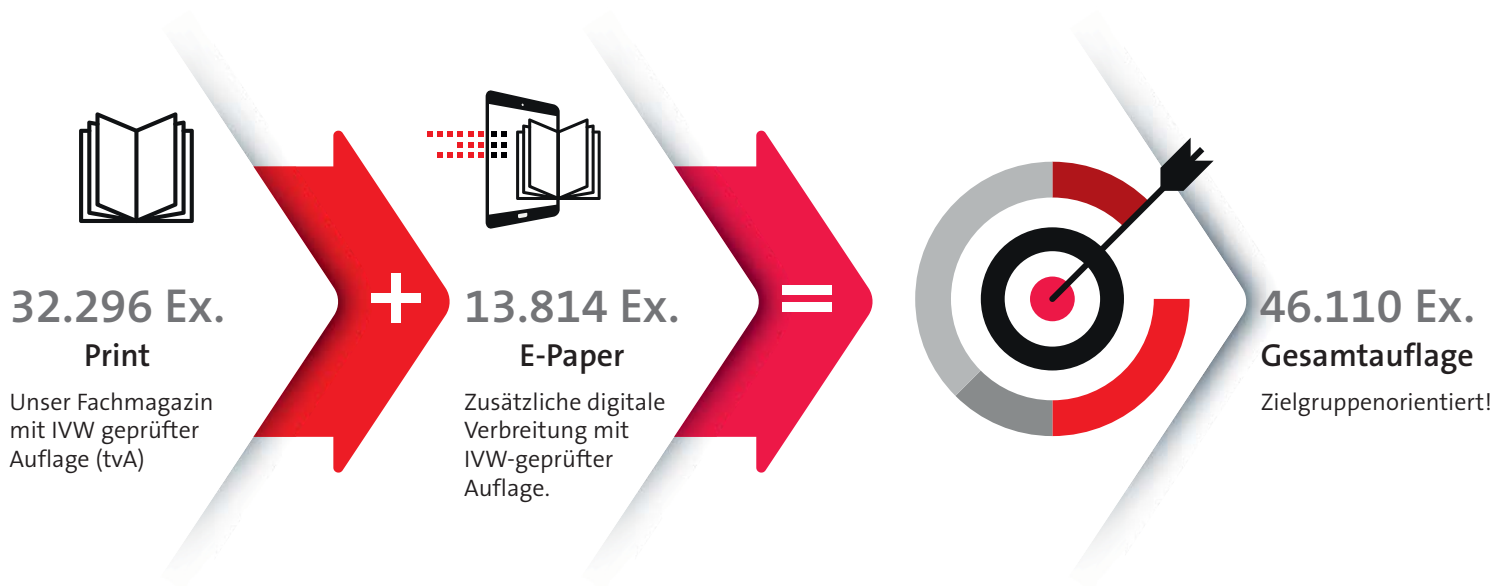 32.296 Ex.
Print
Unser Fachmagazin
mit IVW geprüfter
Auflage (tvA)
+
13.814 Ex.
E-Paper
Zusätzliche digitale
Verbreitung mit
IVW-geprüfter
Auflage.
=
46.110 Ex.
Gesamtauflage
Zielgruppenorientiert!